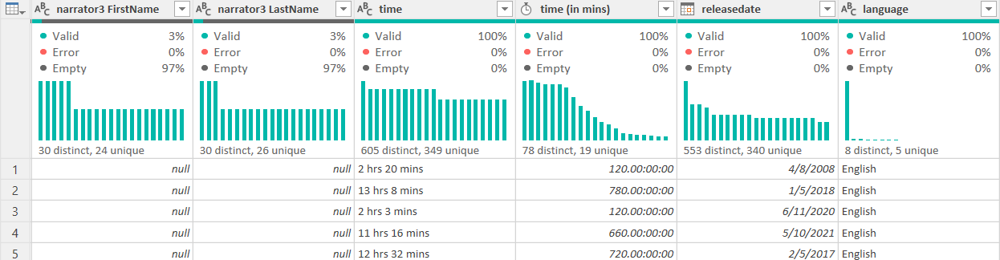 ABC narrator3 FirstName ABC narrator3 LastName ABC time time (in mins) releasedate ABC language
Valid 3% Valid 3% Valid 100% Valid 100% Valid 100% Valid 100%
Error 0% Error 0% Error 0% Error 0% Error 0% Error 0%
Empty 97% Empty 97% Empty 0% Empty 0% Empty 0% Empty 0%
30 distinct, 24 unique 30 distinct, 26 unique 605 distinct, 349 unique 78 distinct, 19 unique 553 distinct, 340 unique 8 distinct, 5 unique
1 null null 2 hrs 20 mins 120.00:00:00 4/8/2008 English
2 null null 13 hrs 8 mins 780.00:00:00 1/5/2018 English
3 null null 2 hrs 3 mins 120.00:00:00 6/11/2020 English
4 null null 11 hrs 16 mins 660.00:00:00 5/10/2021 English
5 null null 12 hrs 32 mins 720.00:00:00 2/5/2017 English